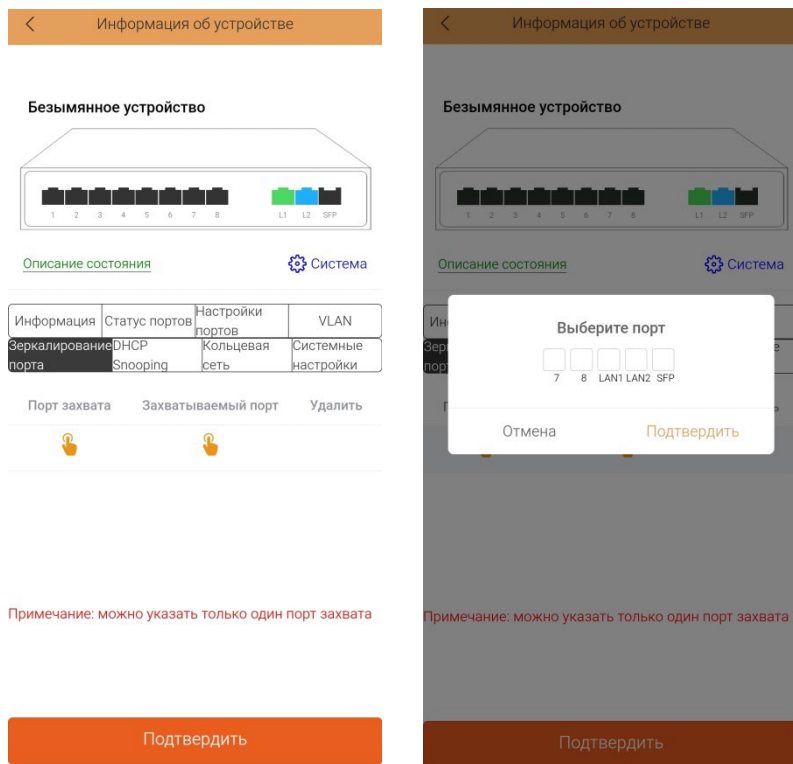 Информация об устройстве
Безымянное устройство
1 2 3 4 5 6 7 8 L1 L2 SFP
Описание состояния Система
Информация Статус портов Настройки портов VLAN
Зеркалирование порта DHCP Snooping Кольцевая сеть Системные настройки
Порт захвата Захватываемый порт Удалить
Примечание: можно указать только один порт захвата
Подтвердить
Информация об устройстве
Безымянное устройство
1 2 3 4 5 6 7 8 L1 L2 SFP
Описание состояния Система
Выберите порт
7 8 LAN1 LAN2 SFP
Отмена Подтвердить
Примечание: можно указать только один порт захвата
Подтвердить